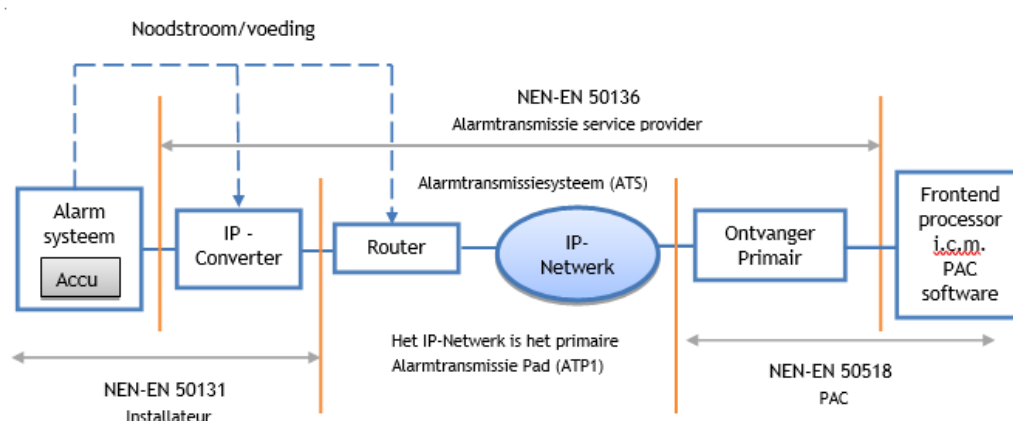 Noodstroom/voeding
NEN-EN 50136
Alarmtransmissie service provider
Alarmtransmissiesysteem (ATS)
Alarm
systeem
Accu
IP -
Converter
Router
IP-
Netwerk
Ontvanger
Primair
Frontend
processor
i.c.m.
PAC
software
Het IP-Netwerk is het primaire
Alarmtransmissie Pad (ATP1)
NEN-EN 50131
Installateur
NEN-EN 50518
PAC